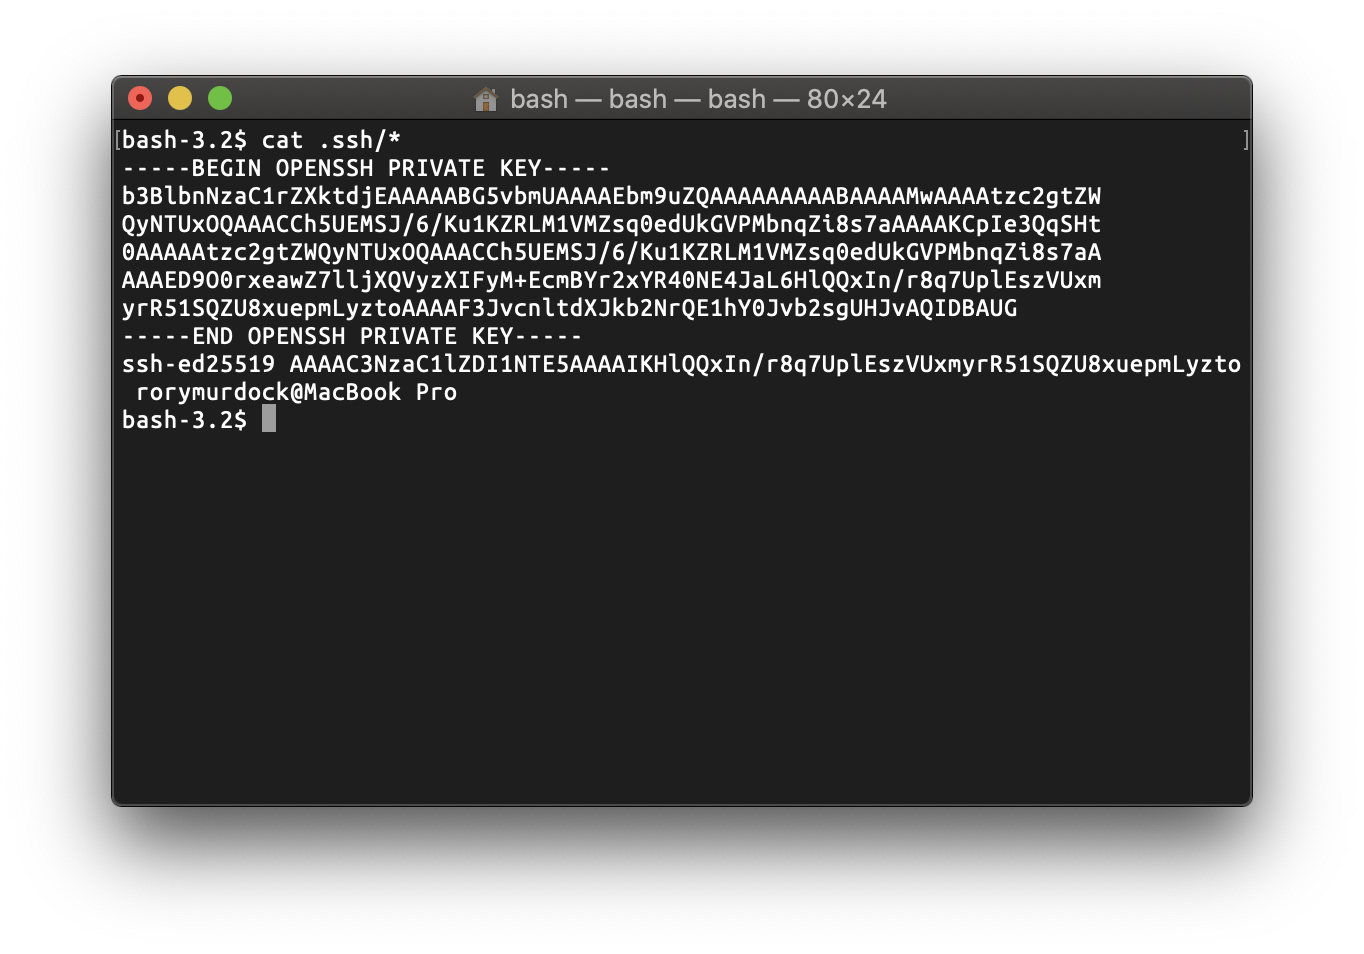 bash — bash — bash — 80×24
[bash-3.2$ cat .ssh/* ]
-----BEGIN OPENSSH PRIVATE KEY-----
b3BlbnNzaC1rZXktdjEAAAAABG5vbmUAAAAEbm9uZQAAAAAAAAABAAAAMwAAAAtzc2gtZW
QyNTUxOQAAACCh5UEMSJ/6/Ku1KZRLM1VMZsq0edUkGVPMbnqZi8s7aAAAAKCpIe3QqSHt
0AAAAAtzc2gtZWQyNTUxOQAAACCh5UEMSJ/6/Ku1KZRLM1VMZsq0edUkGVPMbnqZi8s7aA
AAAED9O0rxeawZ7lljXQVyzXIFyM+EcmBYr2xYR40NE4JaL6HlQQxIn/r8q7UplEszVUxm
yrR51SQZU8xuepmLyztoAAAAF3JvcnltdXJkb2NrQE1hY0Jvb2sgUHJvAQIDBAUG
-----END OPENSSH PRIVATE KEY-----
ssh-ed25519 AAAAC3NzaC1lZDI1NTE5AAAAIKHlQQxIn/r8q7UplEszVUxmyrR51SQZU8xuepmLyzto
 rorymurdock@MacBook Pro
bash-3.2$